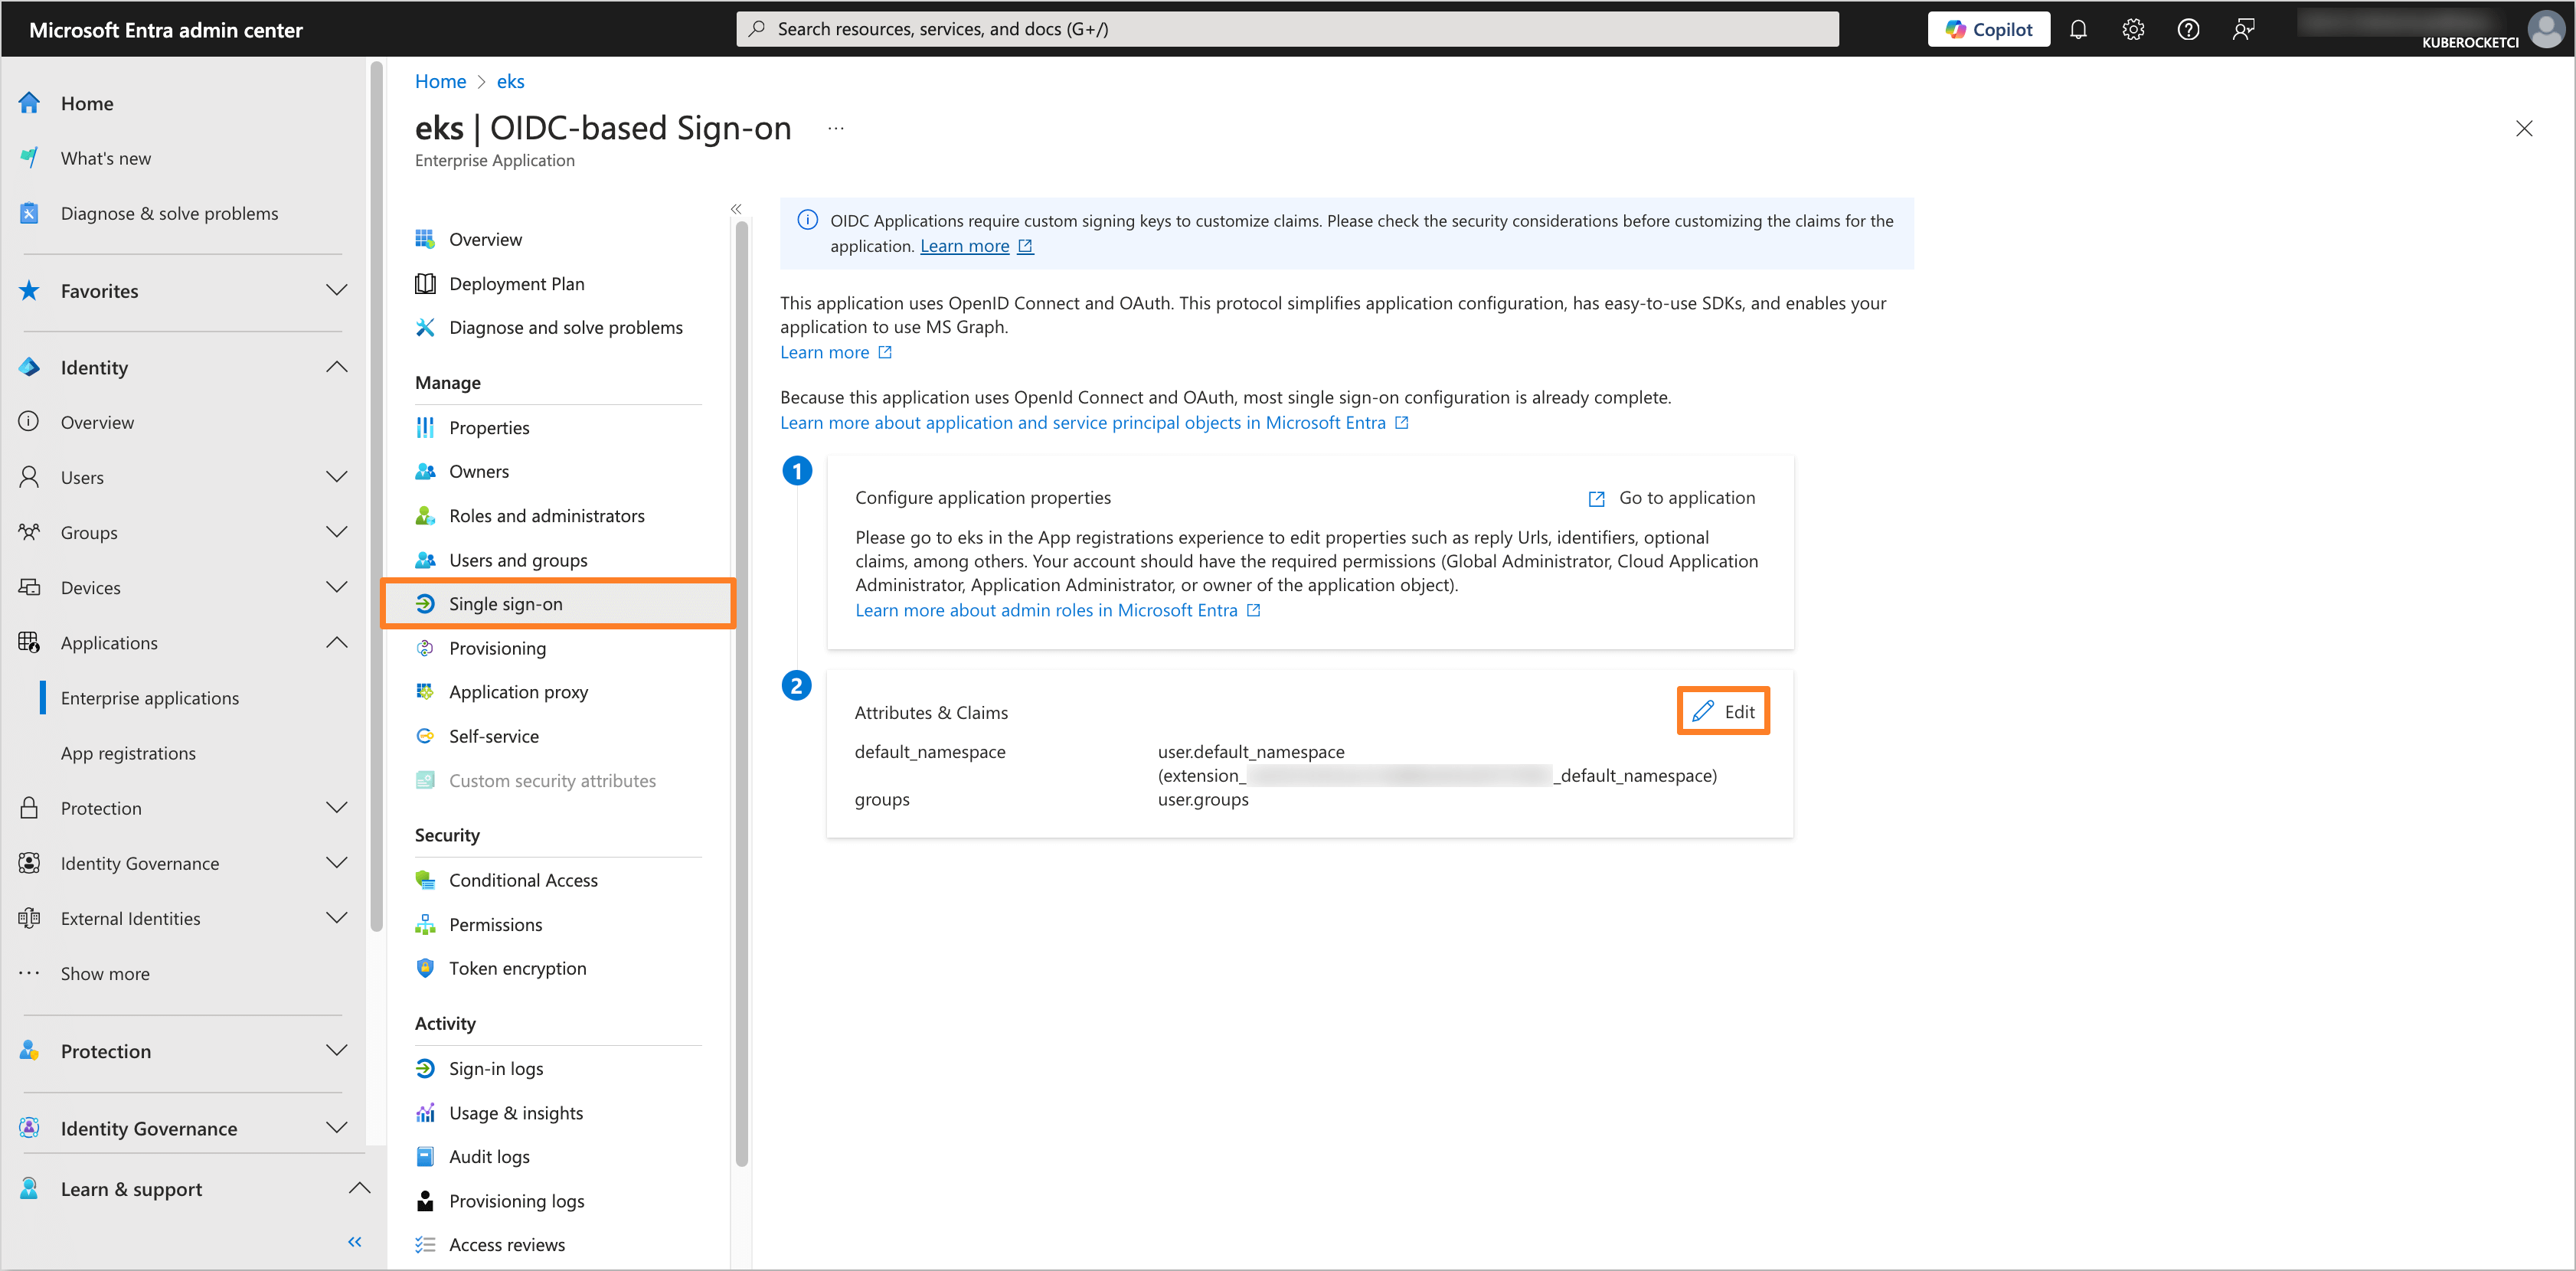 Microsoft Entra admin center
Search resources, services, and docs (G+/)
Copilot
KUBEROCKETCI
Home
What's new
Diagnose & solve problems
Favorites
Identity
Overview
Users
Groups
Devices
Applications
Enterprise applications
App registrations
Protection
Identity Governance
External Identities
Show more
Protection
Identity Governance
Learn & support
Home > eks
eks | OIDC-based Sign-on ...
Enterprise Application
Overview
Deployment Plan
Diagnose and solve problems
Manage
Properties
Owners
Roles and administrators
Users and groups
Single sign-on
Provisioning
Application proxy
Self-service
Custom security attributes
Security
Conditional Access
Permissions
Token encryption
Activity
Sign-in logs
Usage & insights
Audit logs
Provisioning logs
Access reviews
OIDC Applications require custom signing keys to customize claims. Please check the security considerations before customizing the claims for the
application. Learn more
This application uses OpenID Connect and OAuth. This protocol simplifies application configuration, has easy-to-use SDKs, and enables your
application to use MS Graph.
Learn more
Because this application uses OpenId Connect and OAuth, most single sign-on configuration is already complete.
Learn more about application and service principal objects in Microsoft Entra
1
Configure application properties
Go to application
Please go to eks in the App registrations experience to edit properties such as reply Urls, identifiers, optional
claims, among others. Your account should have the required permissions (Global Administrator, Cloud Application
Administrator, Application Administrator, or owner of the application object).
Learn more about admin roles in Microsoft Entra
2
Attributes & Claims
Edit
default_namespace user.default_namespace
(extension_ _default_namespace)
groups user.groups